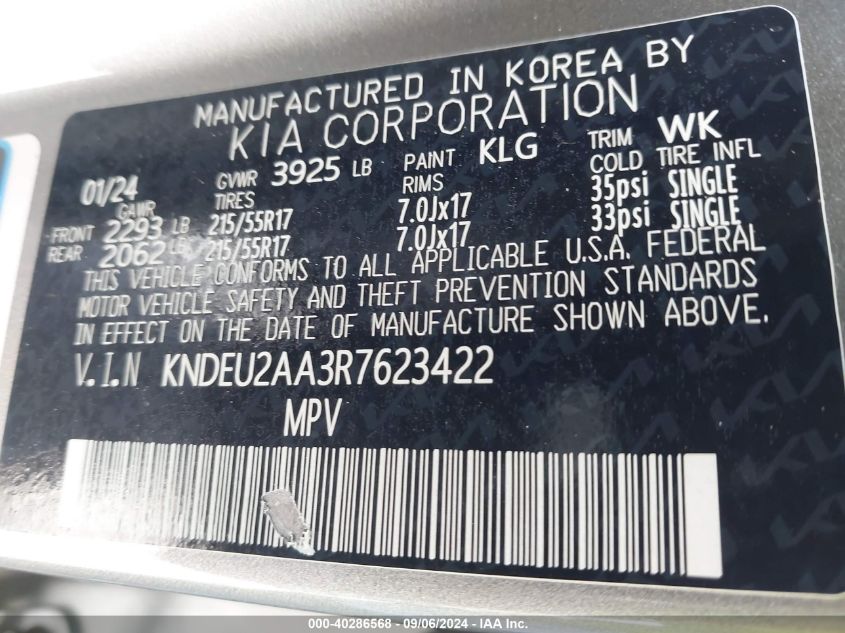 MANUFACTURED IN KOREA BY
KIA CORPORATION
01/24 GVWR 3925 LB PAINT KLG TRIM WK
GAWR TIRES RIMS COLD TIRE INFL
FRONT 2293 LB 215/55R17 7.0Jx17 35psi SINGLE
REAR 2062 LB 215/55R17 7.0Jx17 33psi SINGLE
THIS VEHICLE CONFORMS TO ALL APPLICABLE U.S.A. FEDERAL
MOTOR VEHICLE SAFETY AND THEFT PREVENTION STANDARDS
IN EFFECT ON THE DATE OF MANUFACTURE SHOWN ABOVE.
V.I.N KNDEU2AA3R7623422
MPV
000-40286568 - 09/06/2024 - IAA Inc.